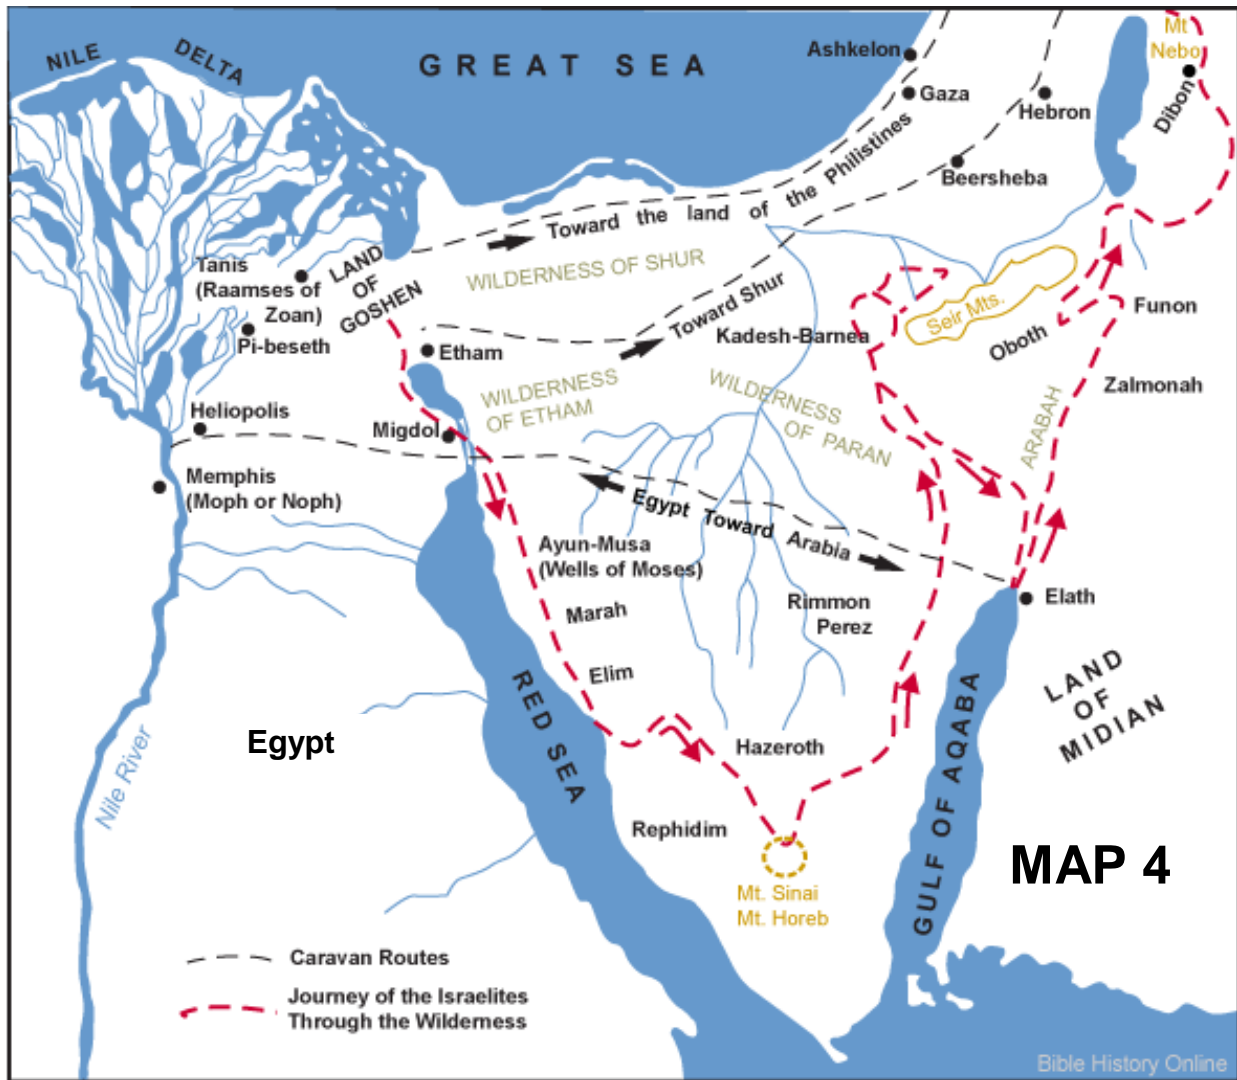 NILE DELTA
GREAT SEA
Ashkelon
Gaza
Hebron
Mt
Nebo
Dibon
Beersheba
Toward the land of the Philistines
Tanis
(Raamses of
Zoan)
LAND
OF
GOSHEN
WILDERNESS OF SHUR
Toward Shur
Pi-beseth
Etham
Kadesh-Barnea
Seir Mts.
Oboth
Funon
Zalmonah
WILDERNESS
OF ETHAM
WILDERNESS
OF PARAN
ARABAH
Heliopolis
Migdol
Memphis
(Moph or Noph)
Egypt Toward Arabia
Ayun-Musa
(Wells of Moses)
Marah
Rimmon
Perez
Elath
Elim
RED SEA
LAND
OF
MIDIAN
Egypt
Nile River
Hazeroth
GULF OF AQABA
Rephidim
MAP 4
Mt. Sinai
Mt. Horeb
Caravan Routes
Journey of the Israelites
Through the Wilderness
Bible History Online